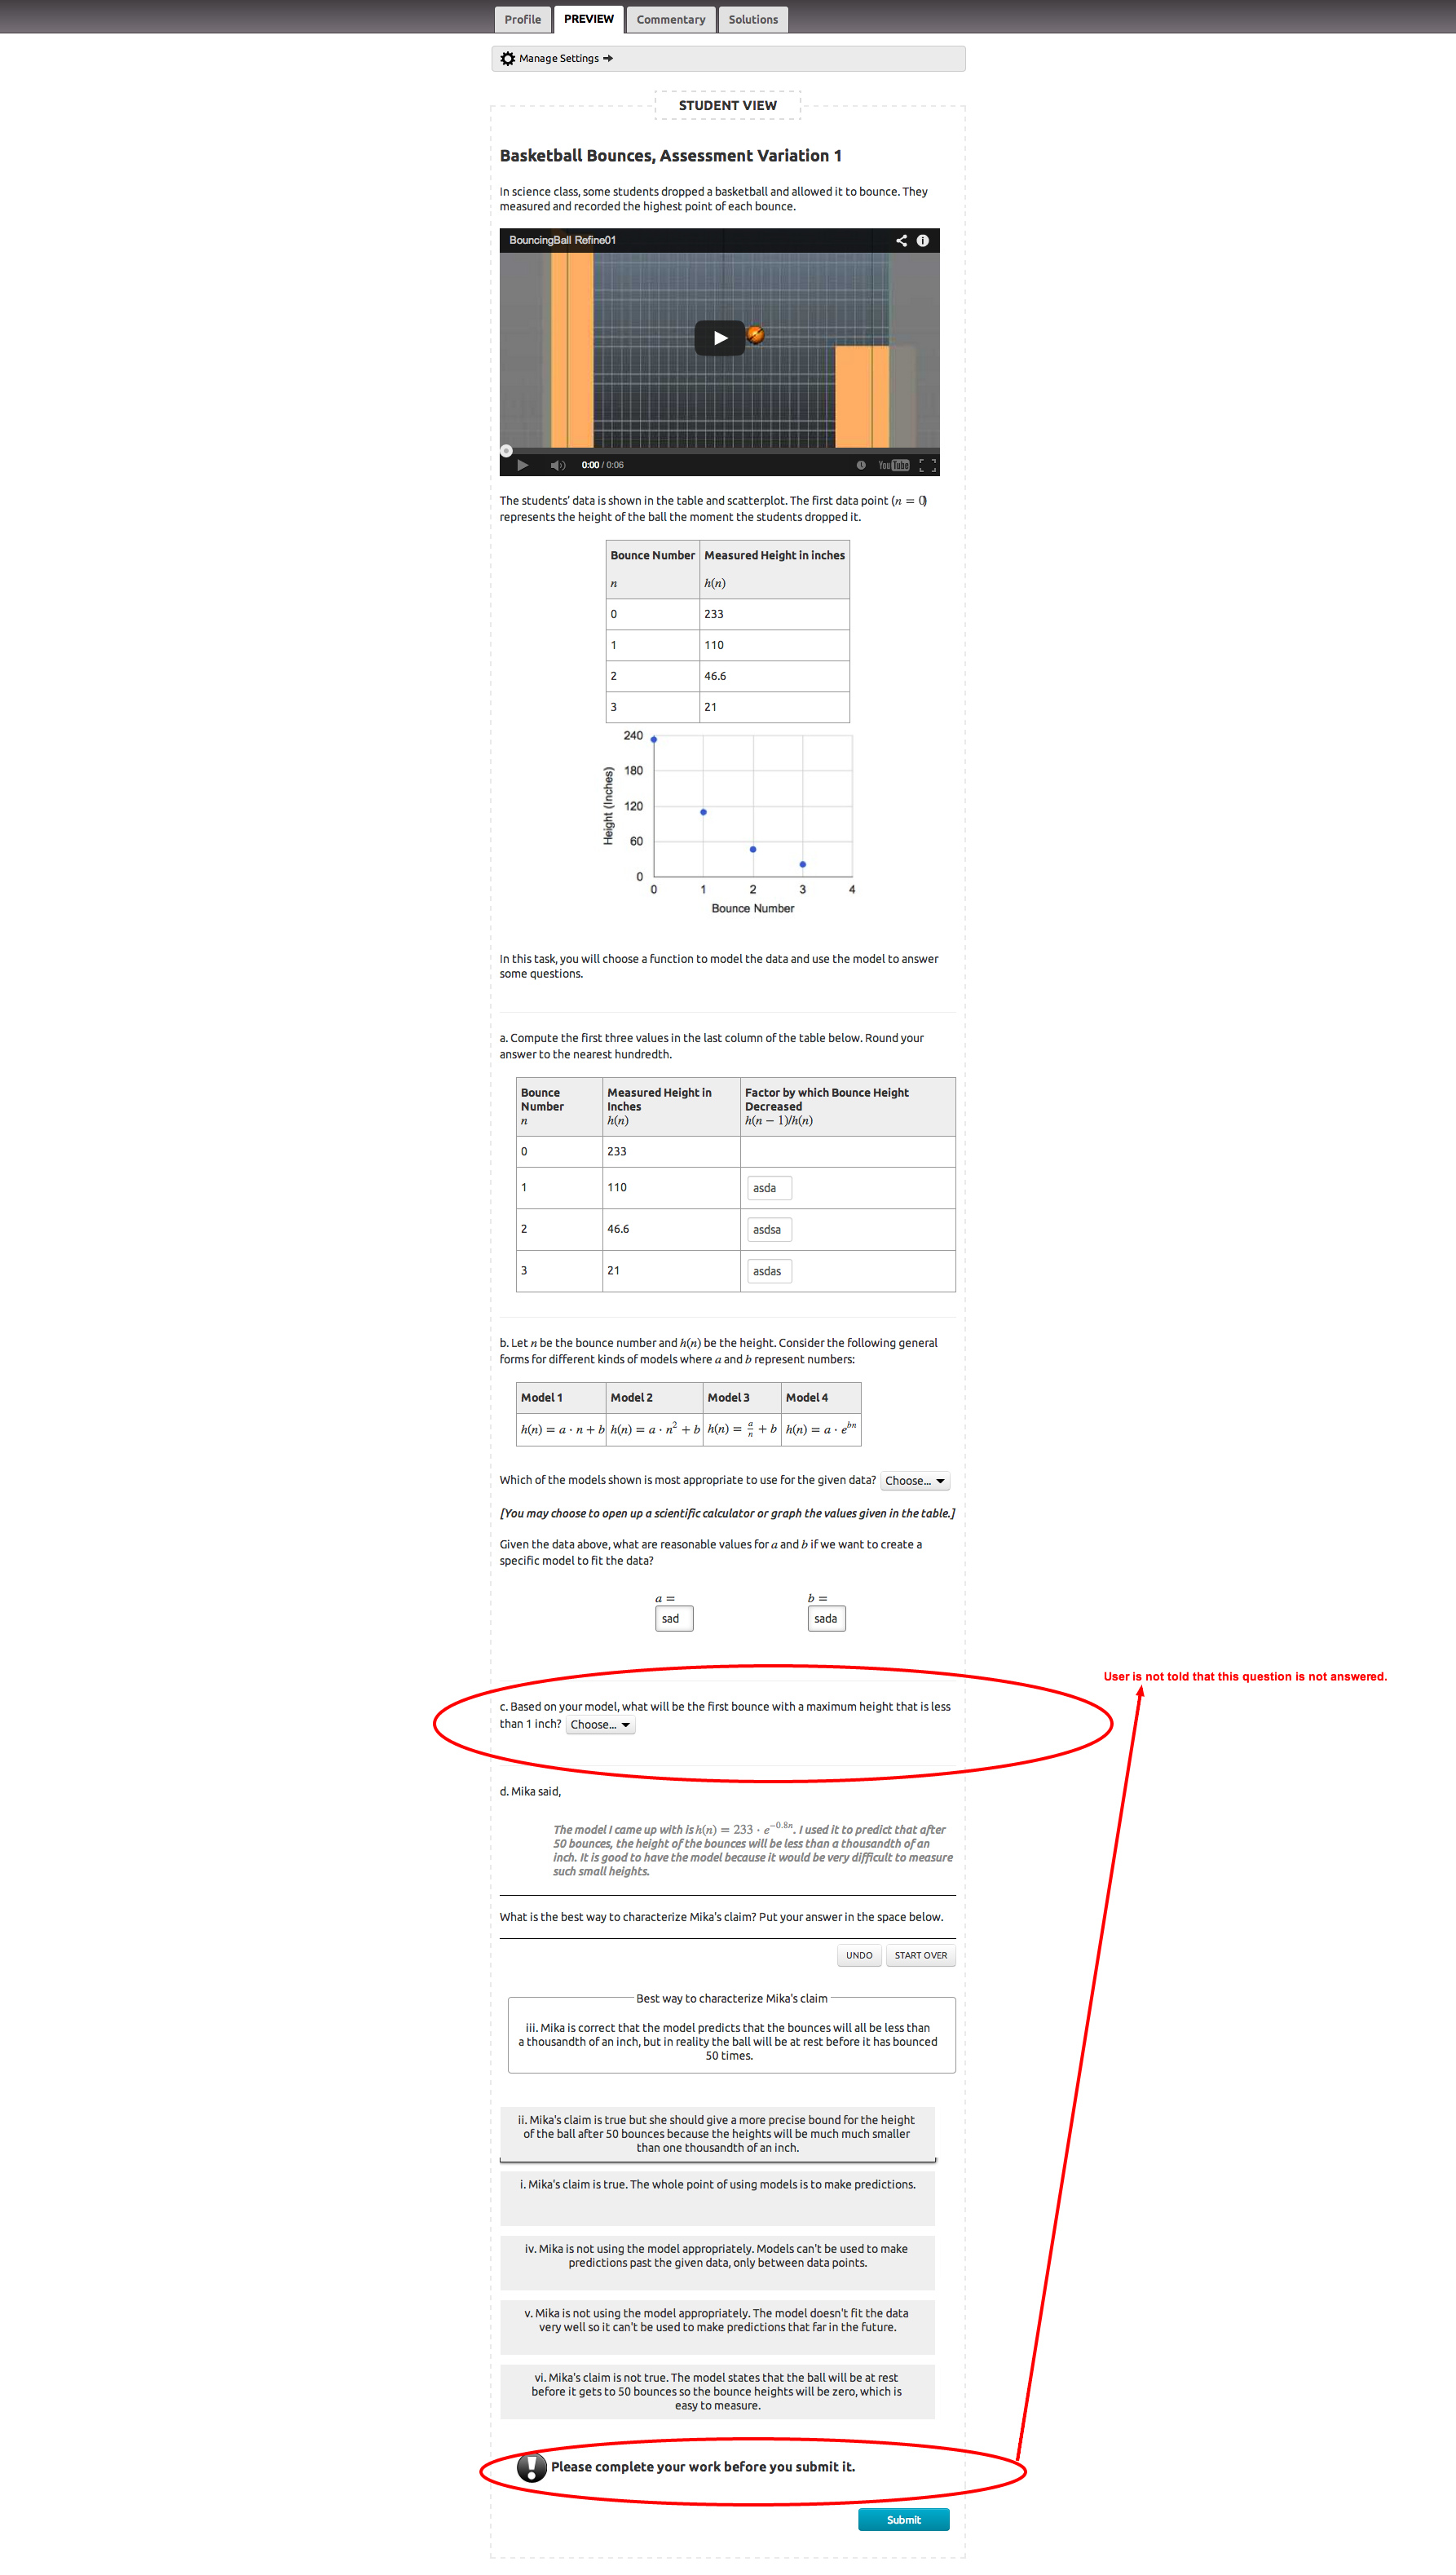 Profile
PREVIEW
Commentary
Solutions
Manage Settings
STUDENT VIEW
Basketball Bounces, Assessment Variation 1
In science class, some students dropped a basketball and allowed it to bounce. They
measured and recorded the highest point of each bounce.
BouncingBall Refine01
0:00 / 0:06
YouTube
The students' data is shown in the table and scatterplot. The first data point (n = 0)
represents the height of the ball the moment the students dropped it.
Bounce Number Measured Height in inches
n h(n)
0 233
1 110
2 46.6
3 21
240
180
120
60
0
Height (Inches)
0 1 2 3 4
Bounce Number
In this task, you will choose a function to model the data and use the model to answer
some questions.
a. Compute the first three values in the last column of the table below. Round your
answer to the nearest hundredth.
Bounce Measured Height in Factor by which Bounce Height
Number Inches Decreased
n h(n) h(n − 1)/h(n)
0 233
1 110 asda
2 46.6 asdsa
3 21 asdas
b. Let n be the bounce number and h(n) be the height. Consider the following general
forms for different kinds of models where a and b represent numbers:
Model 1 Model 2 Model 3 Model 4
h(n) = a · n + b h(n) = a · n² + b h(n) = a/n + b h(n) = a · e^bn
Which of the models shown is most appropriate to use for the given data? Choose...
[You may choose to open up a scientific calculator or graph the values given in the table.]
Given the data above, what are reasonable values for a and b if we want to create a
specific model to fit the data?
a = b =
sad sada
User is not told that this question is not answered.
c. Based on your model, what will be the first bounce with a maximum height that is less
than 1 inch? Choose...
d. Mika said,
The model I came up with is h(n) = 233 · e^−0.8n. I used it to predict that after
50 bounces, the height of the bounces will be less than a thousandth of an
inch. It is good to have the model because it would be very difficult to measure
such small heights.
What is the best way to characterize Mika's claim? Put your answer in the space below.
UNDO START OVER
Best way to characterize Mika's claim
iii. Mika is correct that the model predicts that the bounces will all be less than
a thousandth of an inch, but in reality the ball will be at rest before it has bounced
50 times.
ii. Mika's claim is true but she should give a more precise bound for the height
of the ball after 50 bounces because the heights will be much much smaller
than one thousandth of an inch.
i. Mika's claim is true. The whole point of using models is to make predictions.
iv. Mika is not using the model appropriately. Models can't be used to make
predictions past the given data, only between data points.
v. Mika is not using the model appropriately. The model doesn't fit the data
very well so it can't be used to make predictions that far in the future.
vi. Mika's claim is not true. The model states that the ball will be at rest
before it gets to 50 bounces so the bounce heights will be zero, which is
easy to measure.
Please complete your work before you submit it.
Submit